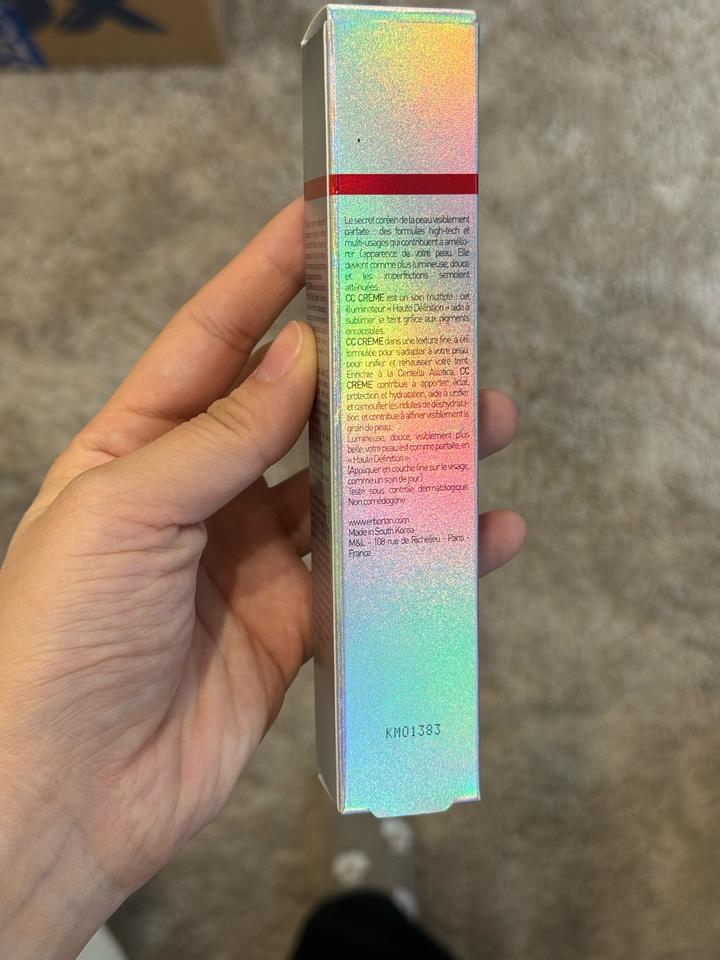 Le secret coréen de la peau visiblement
parfaite : des formules high-tech et
multi-usages qui contribuent à amélio-
rer l'apparence de votre peau. Elle
devient comme plus lumineuse, douce
et les imperfections semblent
atténuées.
CC CREME est un soin multiple : cet
illuminateur « Haute Définition » aide à
sublimer le teint grâce aux pigments
encapsulés.
CC CREME dans une texture fine, a été
formulée pour s'adapter à votre peau,
pour unifier et rehausser votre teint.
Enrichie à la Centella Asiatica, CC
CREME contribue à apporter éclat,
protection et hydratation, aide à unifier
et camoufler les ridules de déshydrata-
tion, et contribue à affiner visiblement le
grain de peau.
Lumineuse, douce, visiblement plus
belle, votre peau est comme parfaite, en
« Haute Définition ».
(Appliquer en couche fine sur le visage,
comme un soin de jour.)
Testé sous contrôle dermatologique.
Non comédogène
www.erborian.com
Made in South Korea
M&L - 108 rue de Richelieu - Paris -
France
KM01383